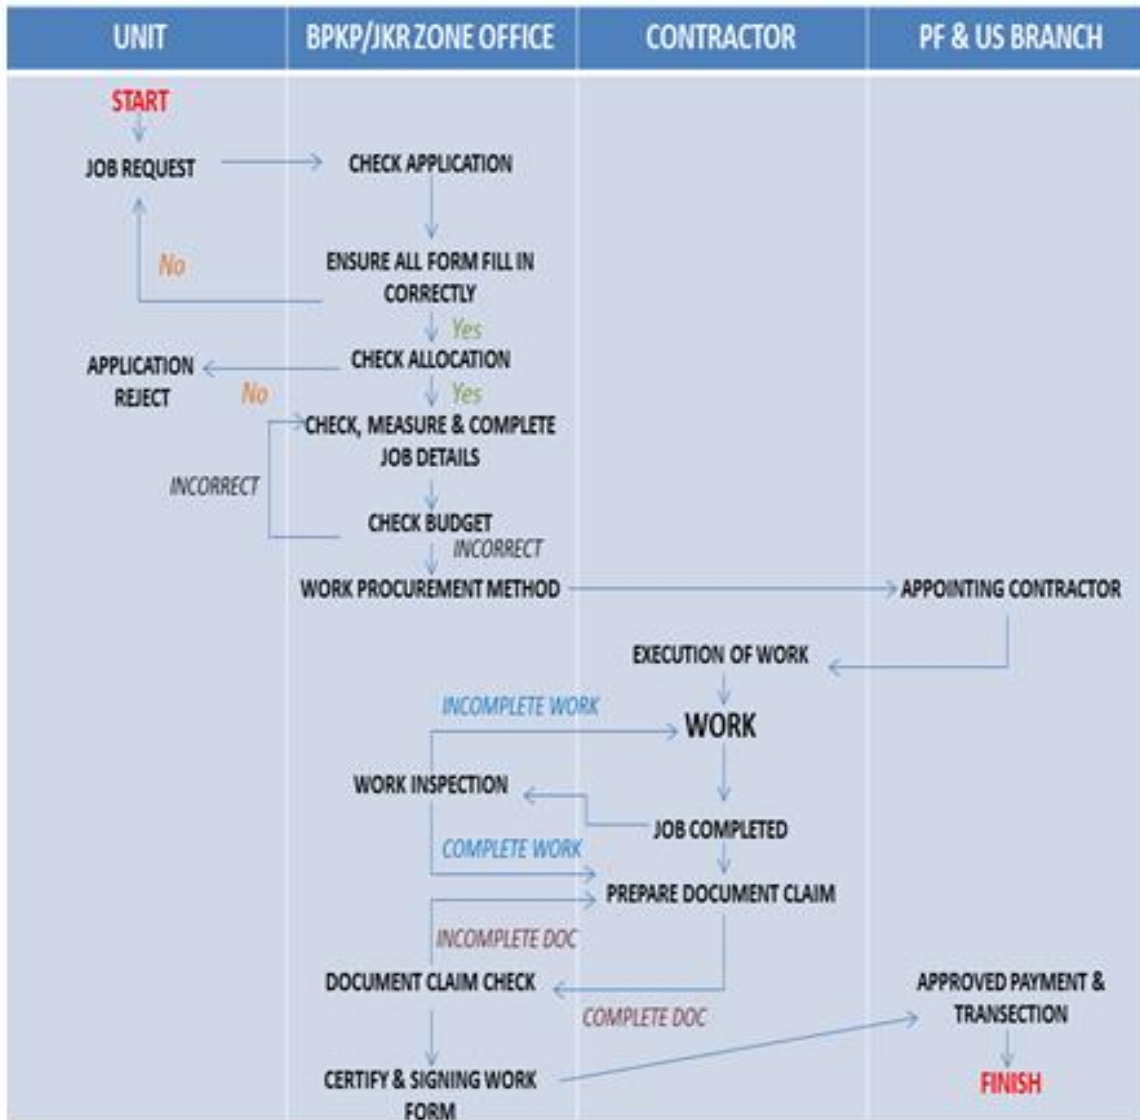 UNIT
BPKP/JKR ZONE OFFICE
CONTRACTOR
PF & US BRANCH
START
JOB REQUEST
CHECK APPLICATION
ENSURE ALL FORM FILL IN
CORRECTLY
No
Yes
CHECK ALLOCATION
APPLICATION
REJECT
No
Yes
CHECK, MEASURE & COMPLETE
JOB DETAILS
INCORRECT
CHECK BUDGET
INCORRECT
WORK PROCUREMENT METHOD
APPOINTING CONTRACTOR
EXECUTION OF WORK
INCOMPLETE WORK
WORK
WORK INSPECTION
JOB COMPLETED
COMPLETE WORK
PREPARE DOCUMENT CLAIM
INCOMPLETE DOC
DOCUMENT CLAIM CHECK
COMPLETE DOC
APPROVED PAYMENT &
TRANSECTION
CERTIFY & SIGNING WORK
FORM
FINISH